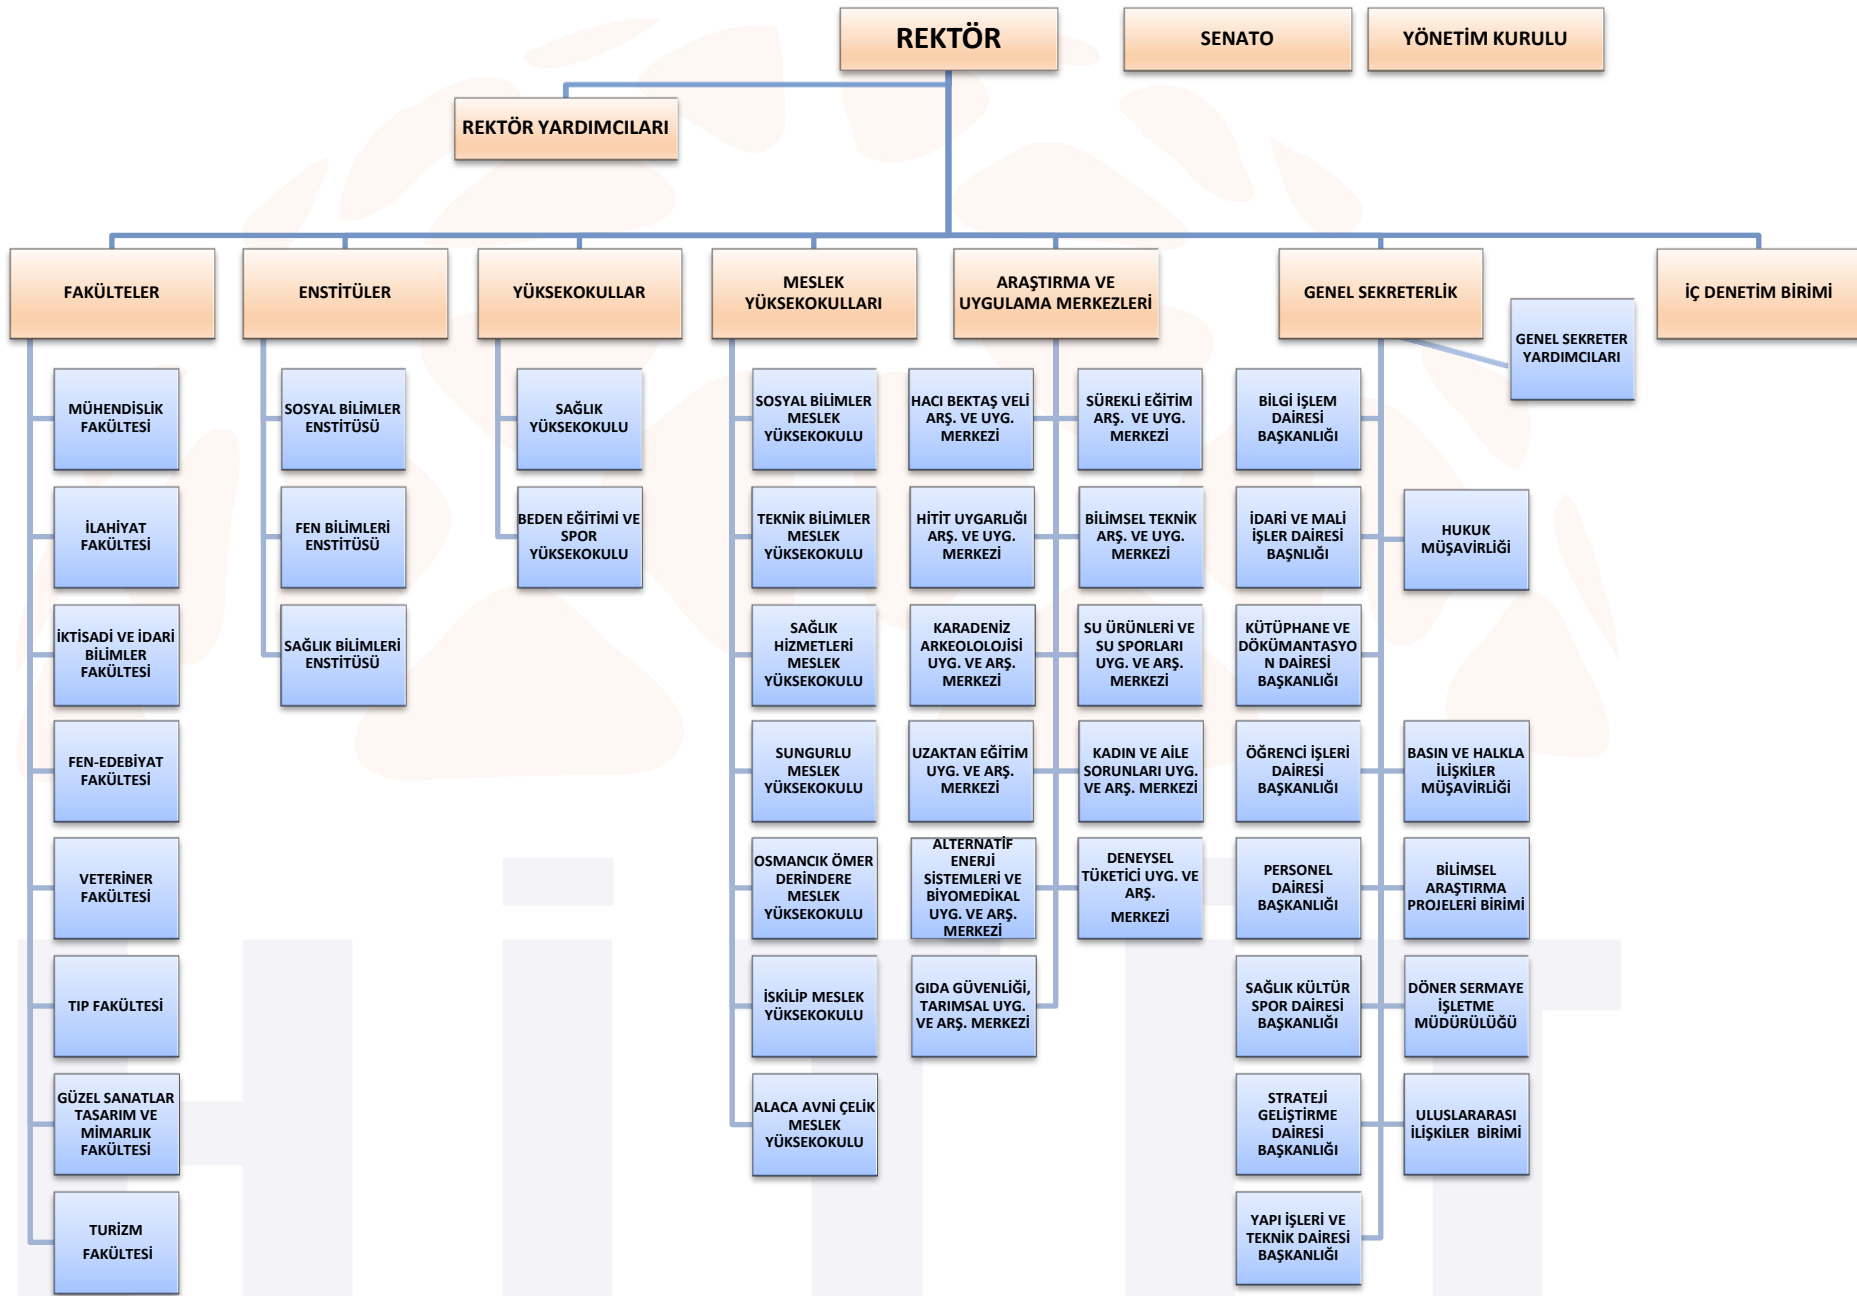 REKTÖR
SENATO
YÖNETİM KURULU
REKTÖR YARDIMCILARI
FAKÜLTELER
MÜHENDİSLİK
FAKÜLTESİ
İLAHİYAT
FAKÜLTESİ
İKTİSADİ VE İDARİ
BİLİMLER
FAKÜLTESİ
FEN-EDEBİYAT
FAKÜLTESİ
VETERİNER
FAKÜLTESİ
TIP FAKÜLTESİ
GÜZEL SANATLAR
TASARIM VE
MİMARLIK
FAKÜLTESİ
TURİZM
FAKÜLTESİ
ENSTİTÜLER
SOSYAL BİLİMLER
ENSTİTÜSÜ
FEN BİLİMLERİ
ENSTİTÜSÜ
SAĞLIK BİLİMLERİ
ENSTİTÜSÜ
YÜKSEKOKULLAR
SAĞLIK
YÜKSEKOKULU
BEDEN EĞİTİMİ VE
SPOR
YÜKSEKOKULU
MESLEK
YÜKSEKOKULLARI
SOSYAL BİLİMLER
MESLEK
YÜKSEKOKULU
TEKNİK BİLİMLER
MESLEK
YÜKSEKOKULU
SAĞLIK
HİZMETLERİ
MESLEK
YÜKSEKOKULU
SUNGURLU
MESLEK
YÜKSEKOKULU
OSMANCIK ÖMER
DERİNDERE
MESLEK
YÜKSEKOKULU
İSKİLİP MESLEK
YÜKSEKOKULU
ALACA AVNİ ÇELİK
MESLEK
YÜKSEKOKULU
ARAŞTIRMA VE
UYGULAMA MERKEZLERİ
HACI BEKTAŞ VELİ
ARŞ. VE UYG.
MERKEZİ
SÜREKLİ EĞİTİM
ARŞ. VE UYG.
MERKEZİ
HİTİT UYGARLIĞI
ARŞ. VE UYG.
MERKEZİ
BİLİMSEL TEKNİK
ARŞ. VE UYG.
MERKEZİ
KARADENİZ
ARKEOLOLOJİSİ
UYG. VE ARŞ.
MERKEZİ
SU ÜRÜNLERİ VE
SU SPORLARI
UYG. VE ARŞ.
MERKEZİ
UZAKTAN EĞİTİM
UYG. VE ARŞ.
MERKEZİ
KADIN VE AİLE
SORUNLARI UYG.
VE ARŞ. MERKEZİ
ALTERNATİF
ENERJİ
SİSTEMLERİ VE
BİYOMEDİKAL
UYG. VE ARŞ.
MERKEZİ
DENEYSEL
TÜKETİCİ UYG. VE
ARŞ.
MERKEZİ
GIDA GÜVENLİĞİ,
TARIMSAL UYG.
VE ARŞ. MERKEZİ
GENEL SEKRETERLİK
GENEL SEKRETER
YARDIMCILARI
BİLGİ İŞLEM
DAİRESİ
BAŞKANLIĞI
İDARİ VE MALİ
İŞLER DAİRESİ
BAŞNLIĞI
HUKUK
MÜŞAVİRLİĞİ
KÜTÜPHANE VE
DÖKÜMANTASYO
N DAİRESİ
BAŞKANLIĞI
ÖĞRENCİ İŞLERİ
DAİRESİ
BAŞKANLIĞI
BASIN VE HALKLA
İLİŞKİLER
MÜŞAVİRLİĞİ
PERSONEL
DAİRESİ
BAŞKANLIĞI
BİLİMSEL
ARAŞTIRMA
PROJELERİ BİRİMİ
SAĞLIK KÜLTÜR
SPOR DAİRESİ
BAŞKANLIĞI
DÖNER SERMAYE
İŞLETME
MÜDÜRÜLÜĞÜ
STRATEJİ
GELİŞTİRME
DAİRESİ
BAŞKANLIĞI
ULUSLARARASI
İLİŞKİLER BİRİMİ
YAPI İŞLERİ VE
TEKNİK DAİRESİ
BAŞKANLIĞI
İÇ DENETİM BİRİMİ
HİTİT